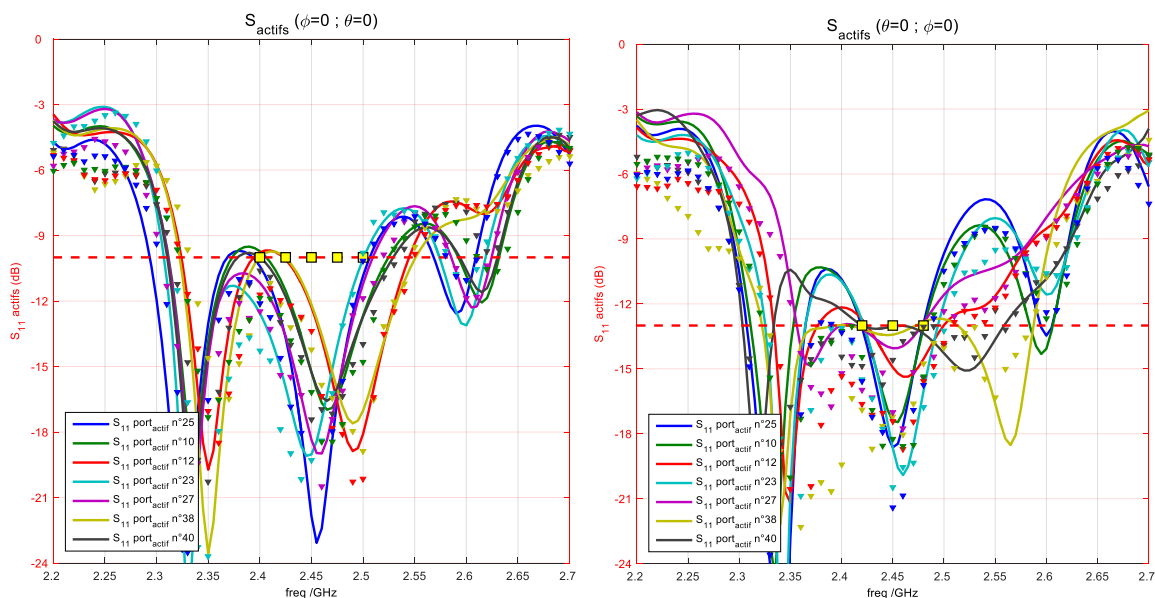 S_actifs (ϕ=0 ; θ=0)
0
-3
-6
-9
-12
-15
-18
-21
-24
S_11 actifs (dB)
S_11 port_actif n°25
S_11 port_actif n°10
S_11 port_actif n°12
S_11 port_actif n°23
S_11 port_actif n°27
S_11 port_actif n°38
S_11 port_actif n°40
2.2 2.25 2.3 2.35 2.4 2.45 2.5 2.55 2.6 2.65 2.7
freq /GHz
S_actifs (θ=0 ; ϕ=0)
0
-3
-6
-9
-12
-15
-18
-21
-24
S_11 actifs (dB)
S_11 port_actif n°25
S_11 port_actif n°10
S_11 port_actif n°12
S_11 port_actif n°23
S_11 port_actif n°27
S_11 port_actif n°38
S_11 port_actif n°40
2.2 2.25 2.3 2.35 2.4 2.45 2.5 2.55 2.6 2.65 2.7
freq /GHz